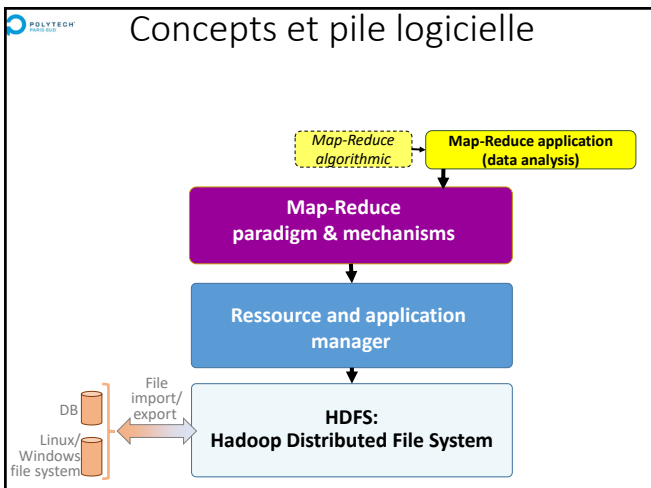 POLYTECH
PARIS-SUD
Concepts et pile logicielle
Map-Reduce
algorithmic
Map-Reduce application
(data analysis)
Map-Reduce
paradigm & mechanisms
Ressource and application
manager
File
import/
export
DB
Linux/
Windows
file system
HDFS:
Hadoop Distributed File System